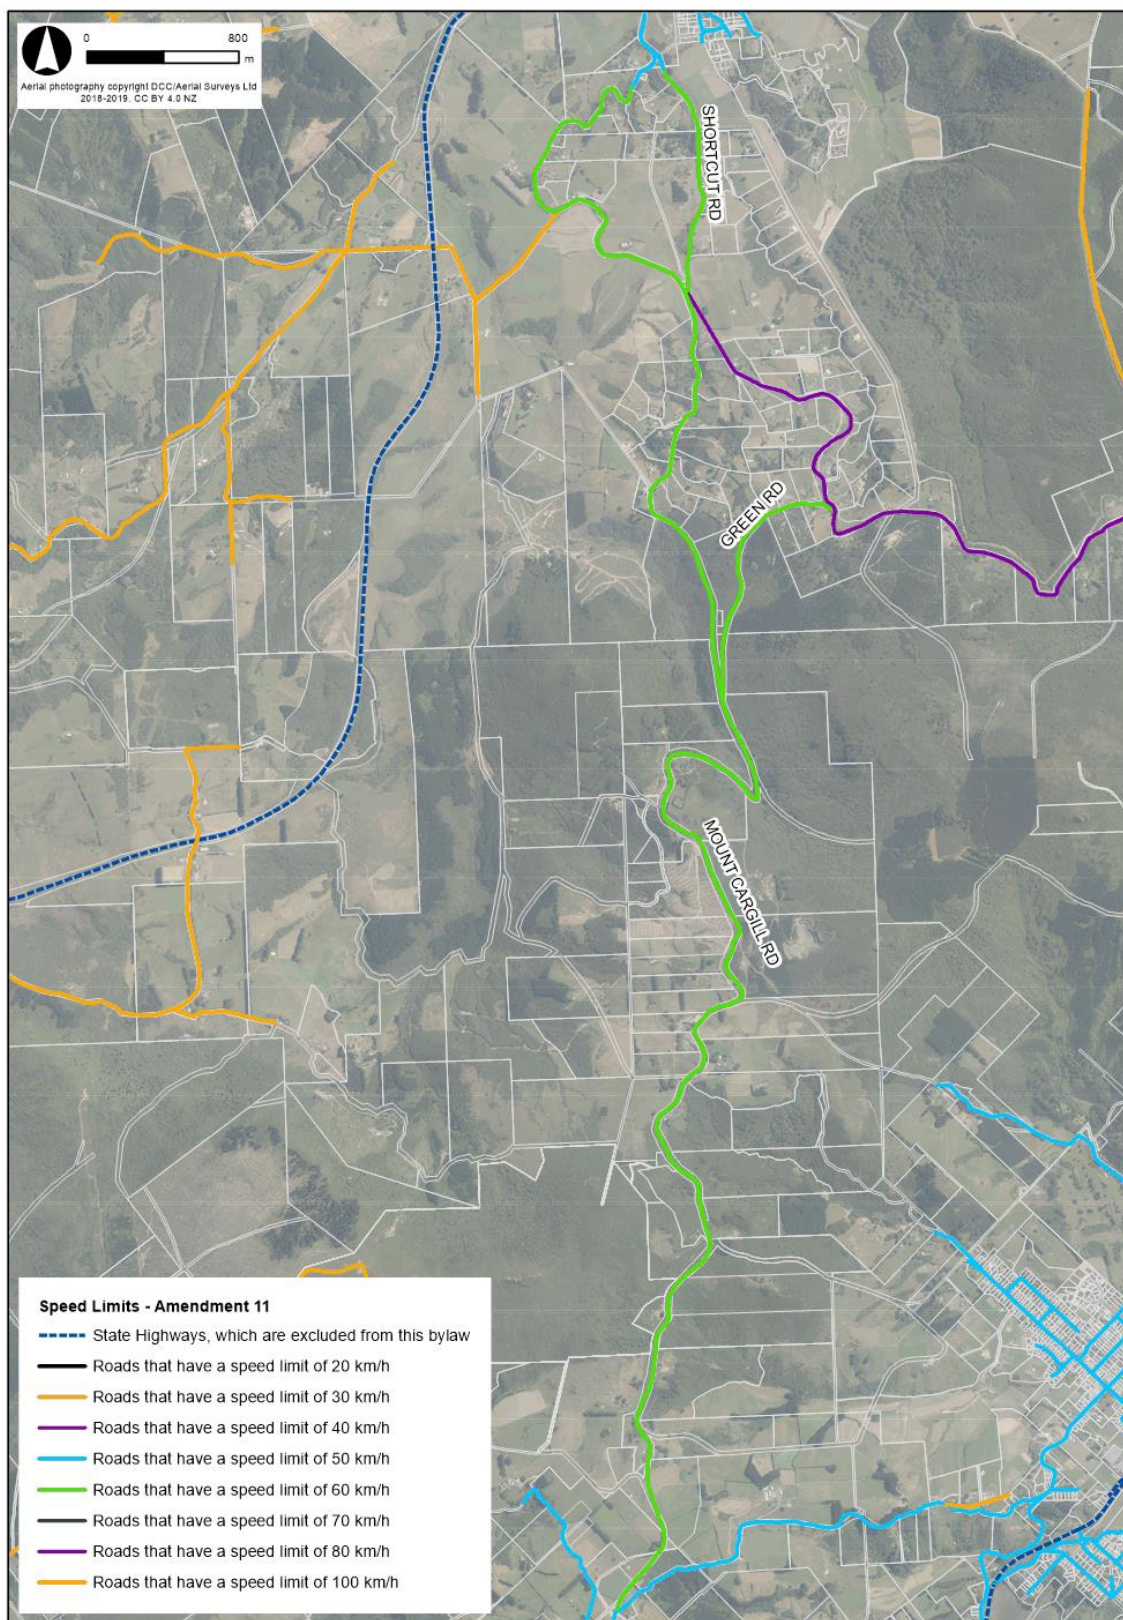 0 800
m
Aerial photography copyright DCC/Aerial Surveys Ltd
2018-2019. CC BY 4.0 NZ
SHORTCUT RD
GREEN RD
MOUNT CARGILL RD
Speed Limits - Amendment 11
State Highways, which are excluded from this bylaw
Roads that have a speed limit of 20 km/h
Roads that have a speed limit of 30 km/h
Roads that have a speed limit of 40 km/h
Roads that have a speed limit of 50 km/h
Roads that have a speed limit of 60 km/h
Roads that have a speed limit of 70 km/h
Roads that have a speed limit of 80 km/h
Roads that have a speed limit of 100 km/h